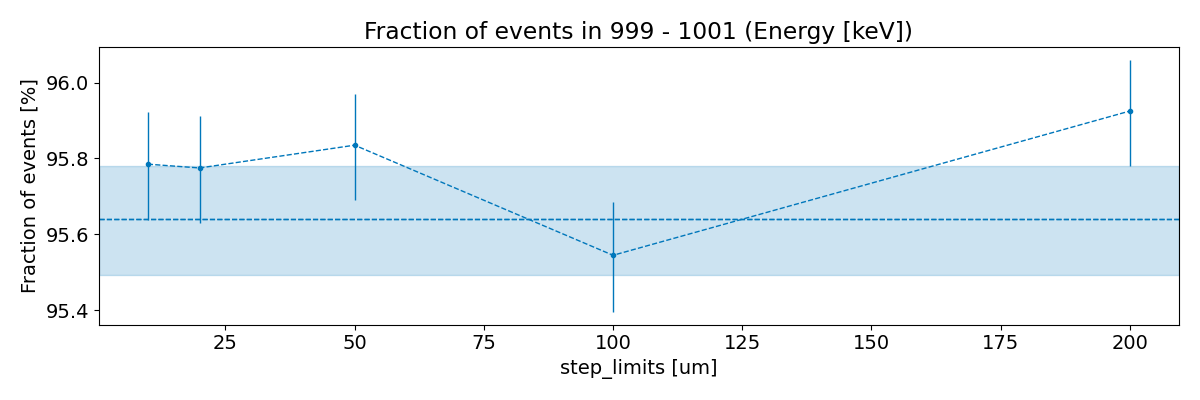 Fraction of events in 999 - 1001 (Energy [keV])
Fraction of events [%]
96.0
95.8
95.6
95.4
25 50 75 100 125 150 175 200
step_limits [um]